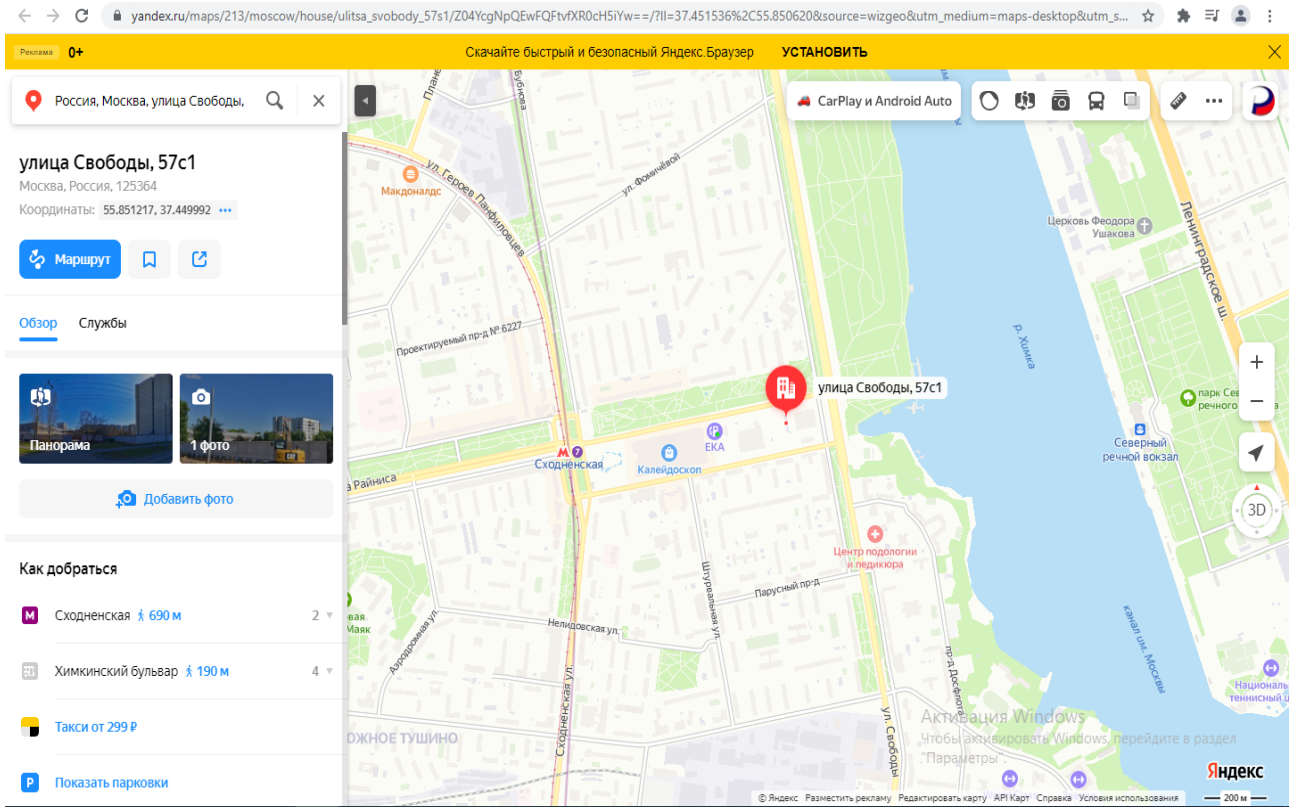 yandex.ru/maps/213/moscow/house/ulitsa_svobody_57s1/Z04YcgNpQEwFQFtvfXR0cH5iYw==/?ll=37.451536%2C55.850620&source=wizgeo&utm_medium=maps-desktop&utm_s...
Реклама 0+ Скачайте быстрый и безопасный Яндекс.Браузер УСТАНОВИТЬ
Россия, Москва, улица Свободы,
CarPlay и Android Auto
улица Свободы, 57с1
Москва, Россия, 125364
Координаты: 55.851217, 37.449992 •••
Маршрут
Обзор Службы
Панорама
1 фото
Добавить фото
Как добраться
М Сходненская 690 м 2
Химкинский бульвар 190 м 4
Такси от 299 ₽
P Показать парковки
Бубнова
Макдоналдс
ул. Героев Панфиловцев
ул. Фомичёвой
Церковь Феодора
Ушакова
Ленинградское ш.
Проектируемый пр-д № 6227
р. Химка
улица Свободы, 57с1
парк Сев
речного
а
Северный
речной вокзал
М 7
Сходненская
Калейдоскоп
ЕКА
а Райниса
3D
Центр подологии
и педикюра
Штурвальная ул.
Парусный пр-д
вая
Маяк
Аэродромная ул.
Нелидовская ул.
канал им. Москвы
Националь
теннисный ц
пр-д Досфлота
Сходненская ул.
ул. Свободы
ОЖНОЕ ТУШИНО
Активация Windows
Чтобы активировать Windows, перейдите в раздел
"Параметры".
Яндекс
© Яндекс Разместить рекламу Редактировать карту API Карт Справка Условия использования
200 м